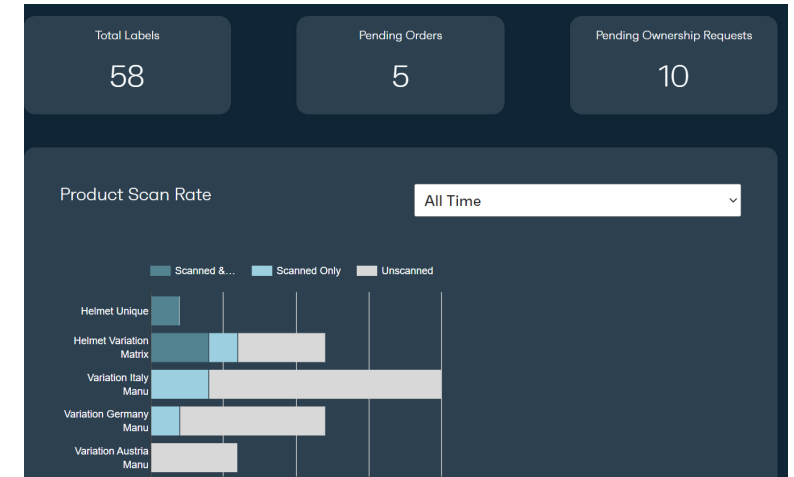 Total Labels
58
Pending Orders
5
Pending Ownership Requests
10
Product Scan Rate
All Time
Scanned &...
Scanned Only
Unscanned
Helmet Unique
Helmet Variation
Matrix
Variation Italy
Manu
Variation Germany
Manu
Variation Austria
Manu